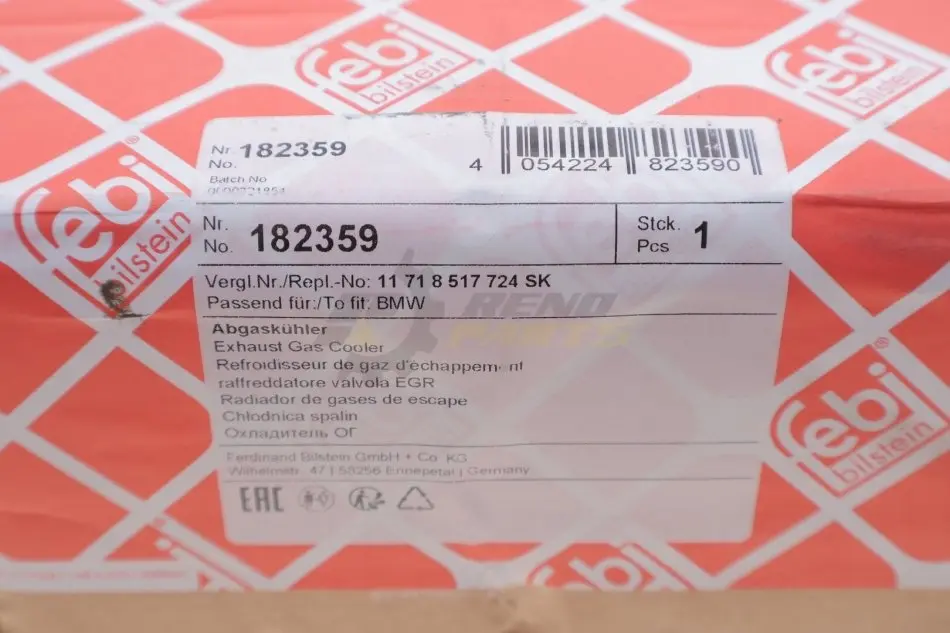 febi
bilstein
febi
bilstein
bilstein
Nr. 182359
No.
Batch No
4 054224 823590
febi
bilstein
Nr.
No. 182359
Stck.
Pcs 1
Vergl.Nr./Repl.-No: 11 71 8 517 724 SK
Passend für:/To fit: BMW
RENO
PARTS
Abgaskühler
Exhaust Gas Cooler
Refroidisseur de gaz d'échappement
raffreddatore valvola EGR
Radiador de gases de escape
Chłodnica spalin
Охладитель ОГ
febi
bilstein
Ferdinand Bilstein GmbH + Co. KG
Wilhelmstr. 47 | 58256 Ennepetal | Germany
EAC
febi